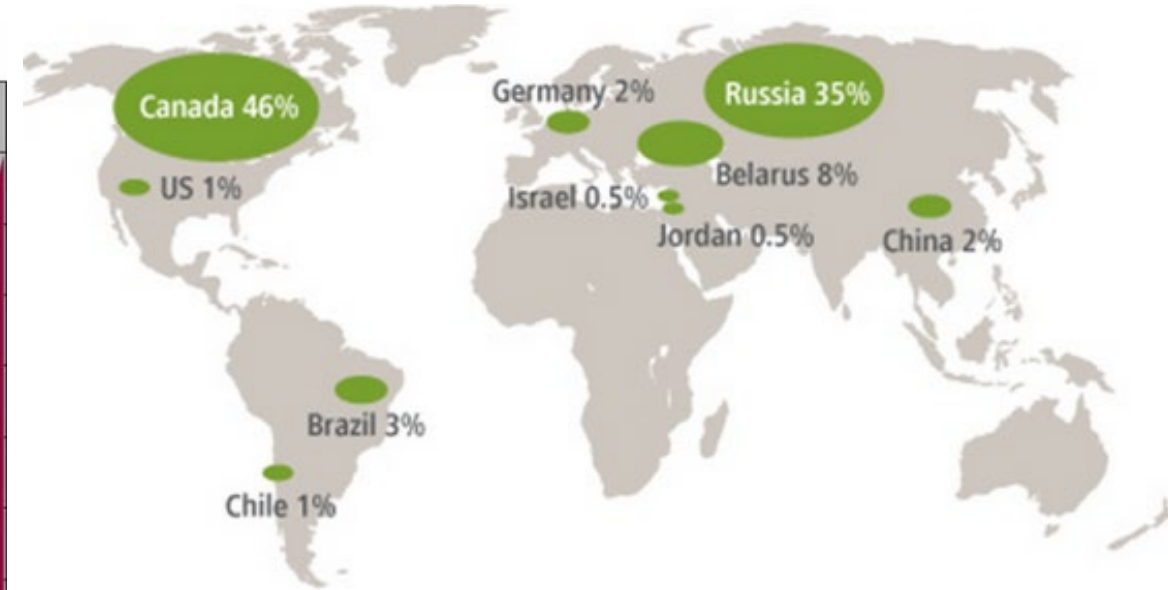 Canada 46%
Germany 2%
Russia 35%
US 1%
Belarus 8%
Israel 0.5%
Jordan 0.5%
China 2%
Brazil 3%
Chile 1%